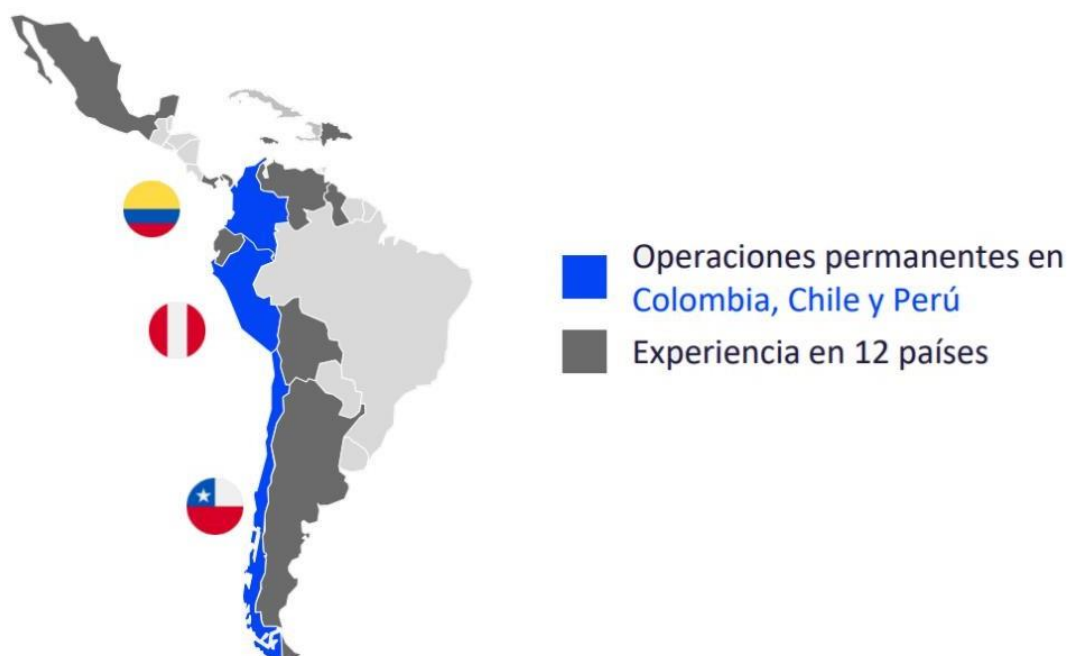 Operaciones permanentes en
Colombia, Chile y Perú
Experiencia en 12 países